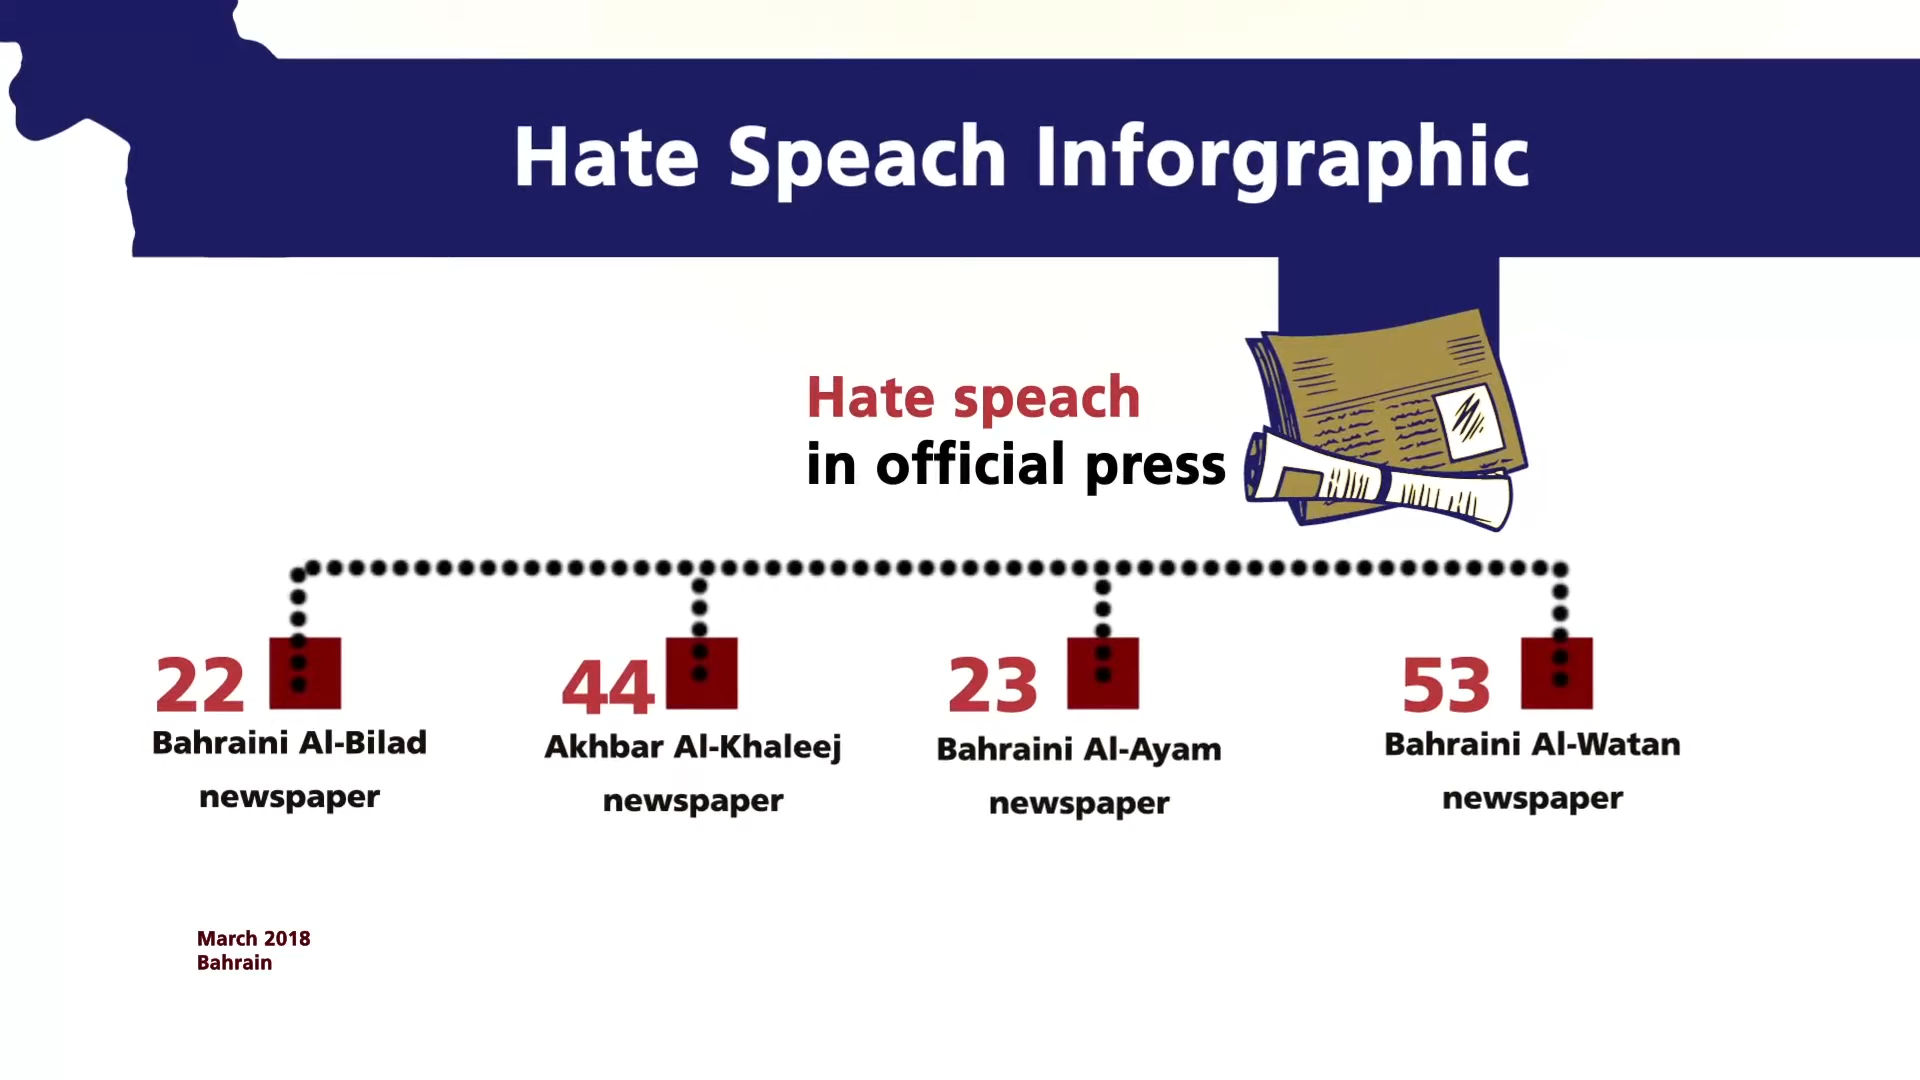 Hate Speach Inforgraphic
Hate speach
in official press
22
Bahraini Al-Bilad
newspaper
44
Akhbar Al-Khaleej
newspaper
23
Bahraini Al-Ayam
newspaper
53
Bahraini Al-Watan
newspaper
March 2018
Bahrain